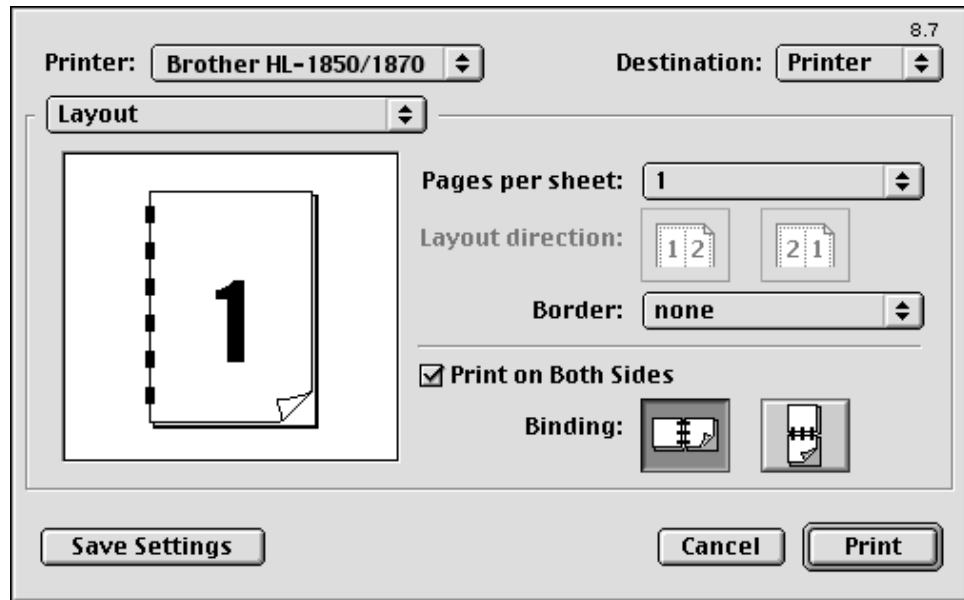 8.7
Printer: Brother HL-1850/1870 Destination: Printer
Layout
1
Pages per sheet: 1
Layout direction: 1 2 2 1
Border: none
Print on Both Sides
Binding:
Save Settings Cancel Print